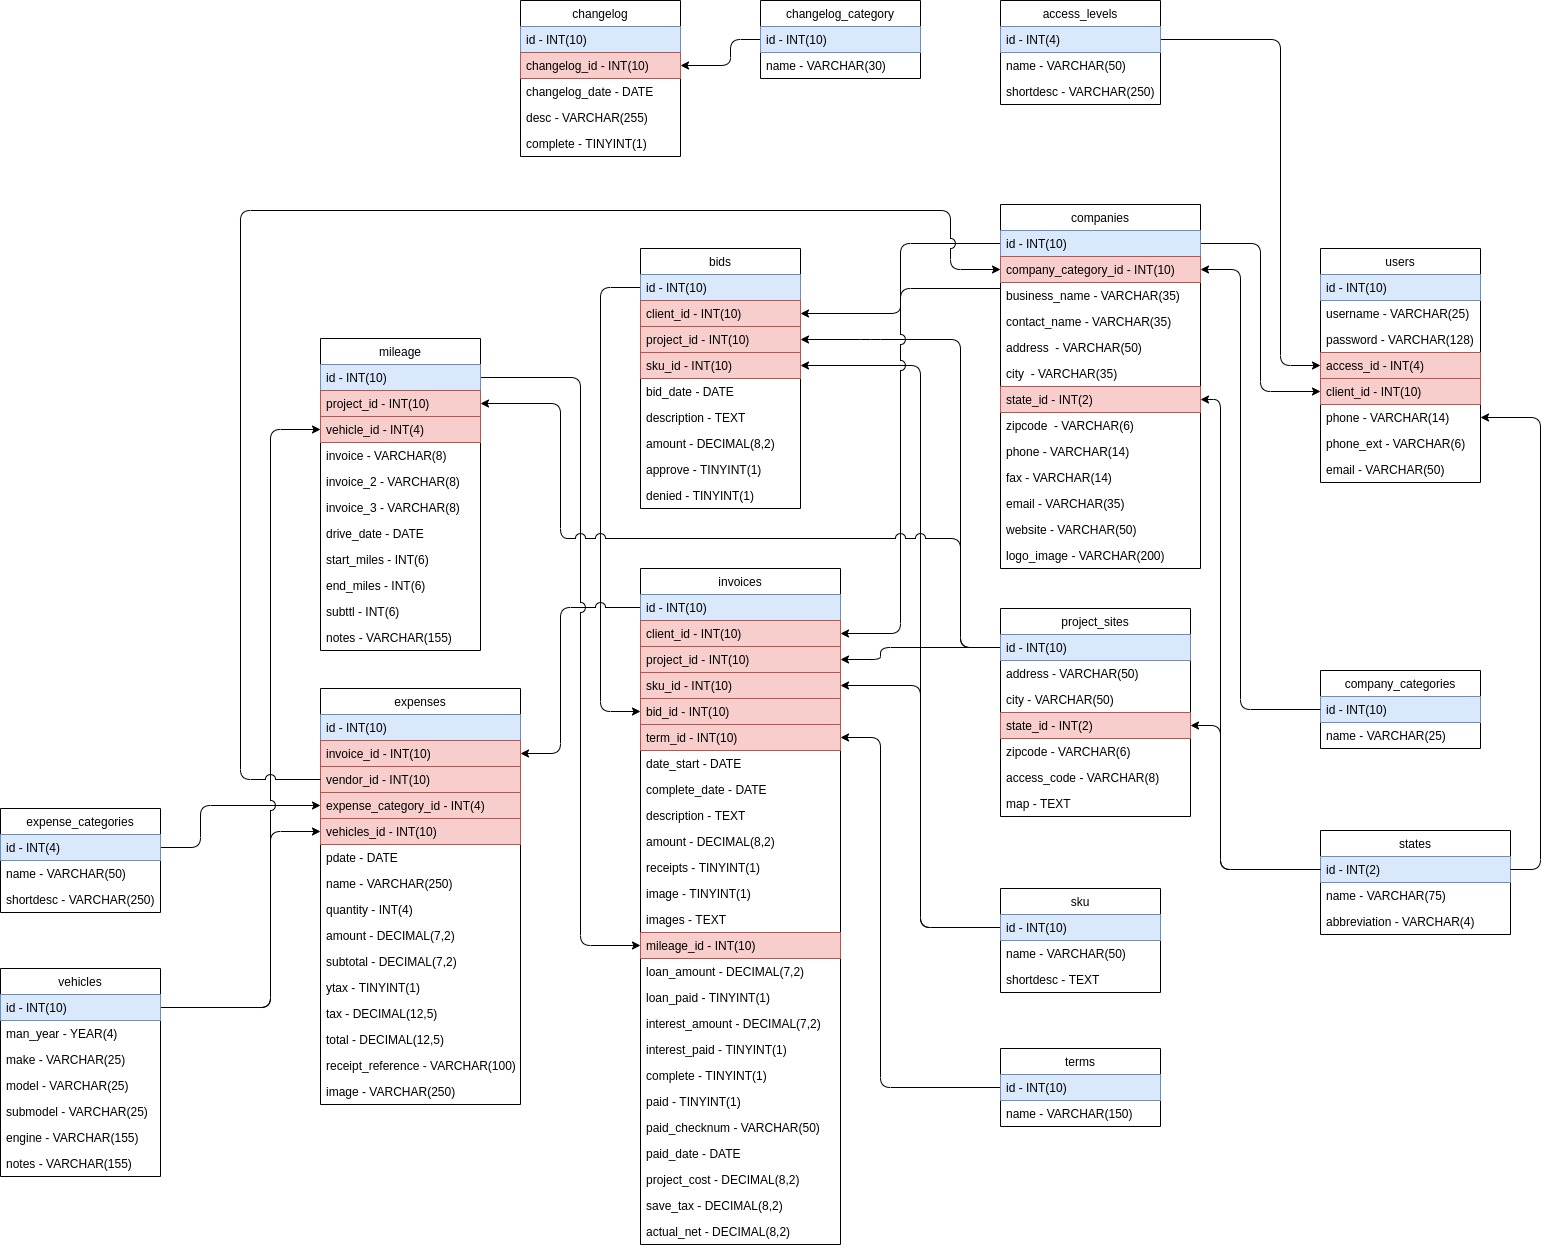 changelog
id - INT(10)
changelog_id - INT(10)
changelog_date - DATE
desc - VARCHAR(255)
complete - TINYINT(1)
changelog_category
id - INT(10)
name - VARCHAR(30)
access_levels
id - INT(4)
name - VARCHAR(50)
shortdesc - VARCHAR(250)
companies
id - INT(10)
company_category_id - INT(10)
business_name - VARCHAR(35)
contact_name - VARCHAR(35)
address  - VARCHAR(50)
city  - VARCHAR(35)
state_id - INT(2)
zipcode  - VARCHAR(6)
phone - VARCHAR(14)
fax - VARCHAR(14)
email - VARCHAR(35)
website - VARCHAR(50)
logo_image - VARCHAR(200)
users
id - INT(10)
username - VARCHAR(25)
password - VARCHAR(128)
access_id - INT(4)
client_id - INT(10)
phone - VARCHAR(14)
phone_ext - VARCHAR(6)
email - VARCHAR(50)
bids
id - INT(10)
client_id - INT(10)
project_id - INT(10)
sku_id - INT(10)
bid_date - DATE
description - TEXT
amount - DECIMAL(8,2)
approve - TINYINT(1)
denied - TINYINT(1)
mileage
id - INT(10)
project_id - INT(10)
vehicle_id - INT(4)
invoice - VARCHAR(8)
invoice_2 - VARCHAR(8)
invoice_3 - VARCHAR(8)
drive_date - DATE
start_miles - INT(6)
end_miles - INT(6)
subttl - INT(6)
notes - VARCHAR(155)
invoices
id - INT(10)
client_id - INT(10)
project_id - INT(10)
sku_id - INT(10)
bid_id - INT(10)
term_id - INT(10)
date_start - DATE
complete_date - DATE
description - TEXT
amount - DECIMAL(8,2)
receipts - TINYINT(1)
image - TINYINT(1)
images - TEXT
mileage_id - INT(10)
loan_amount - DECIMAL(7,2)
loan_paid - TINYINT(1)
interest_amount - DECIMAL(7,2)
interest_paid - TINYINT(1)
complete - TINYINT(1)
paid - TINYINT(1)
paid_checknum - VARCHAR(50)
paid_date - DATE
project_cost - DECIMAL(8,2)
save_tax - DECIMAL(8,2)
actual_net - DECIMAL(8,2)
project_sites
id - INT(10)
address - VARCHAR(50)
city - VARCHAR(50)
state_id - INT(2)
zipcode - VARCHAR(6)
access_code - VARCHAR(8)
map - TEXT
company_categories
id - INT(10)
name - VARCHAR(25)
expenses
id - INT(10)
invoice_id - INT(10)
vendor_id - INT(10)
expense_category_id - INT(4)
vehicles_id - INT(10)
pdate - DATE
name - VARCHAR(250)
quantity - INT(4)
amount - DECIMAL(7,2)
subtotal - DECIMAL(7,2)
ytax - TINYINT(1)
tax - DECIMAL(12,5)
total - DECIMAL(12,5)
receipt_reference - VARCHAR(100)
image - VARCHAR(250)
expense_categories
id - INT(4)
name - VARCHAR(50)
shortdesc - VARCHAR(250)
states
id - INT(2)
name - VARCHAR(75)
abbreviation - VARCHAR(4)
sku
id - INT(10)
name - VARCHAR(50)
shortdesc - TEXT
vehicles
id - INT(10)
man_year - YEAR(4)
make - VARCHAR(25)
model - VARCHAR(25)
submodel - VARCHAR(25)
engine - VARCHAR(155)
notes - VARCHAR(155)
terms
id - INT(10)
name - VARCHAR(150)